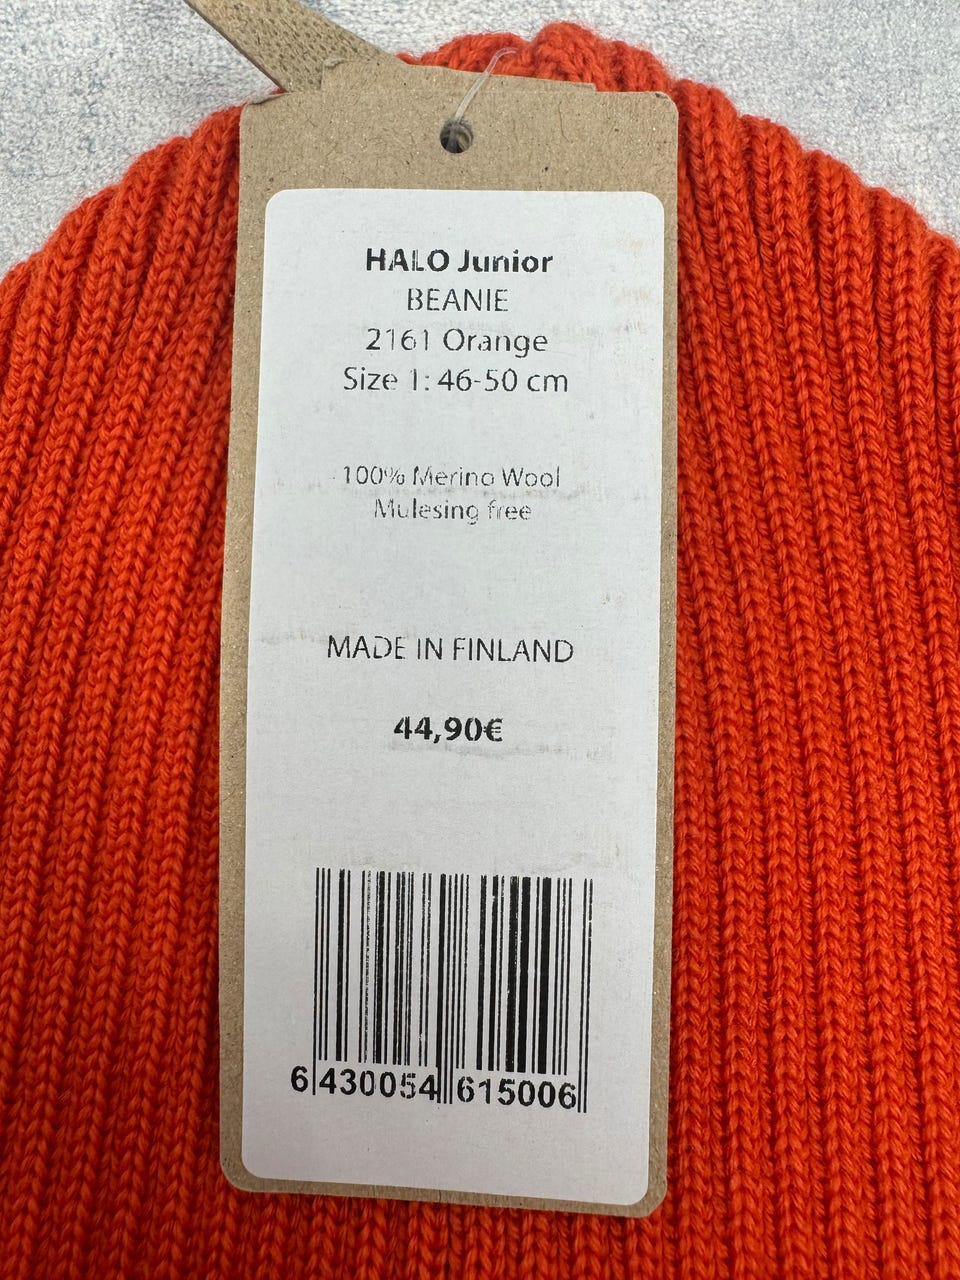 HALO Junior
BEANIE
2161 Orange
Size 1: 46-50 cm
100% Merino Wool
Mulesing free
MADE IN FINLAND
44,90€
6 430054 615006